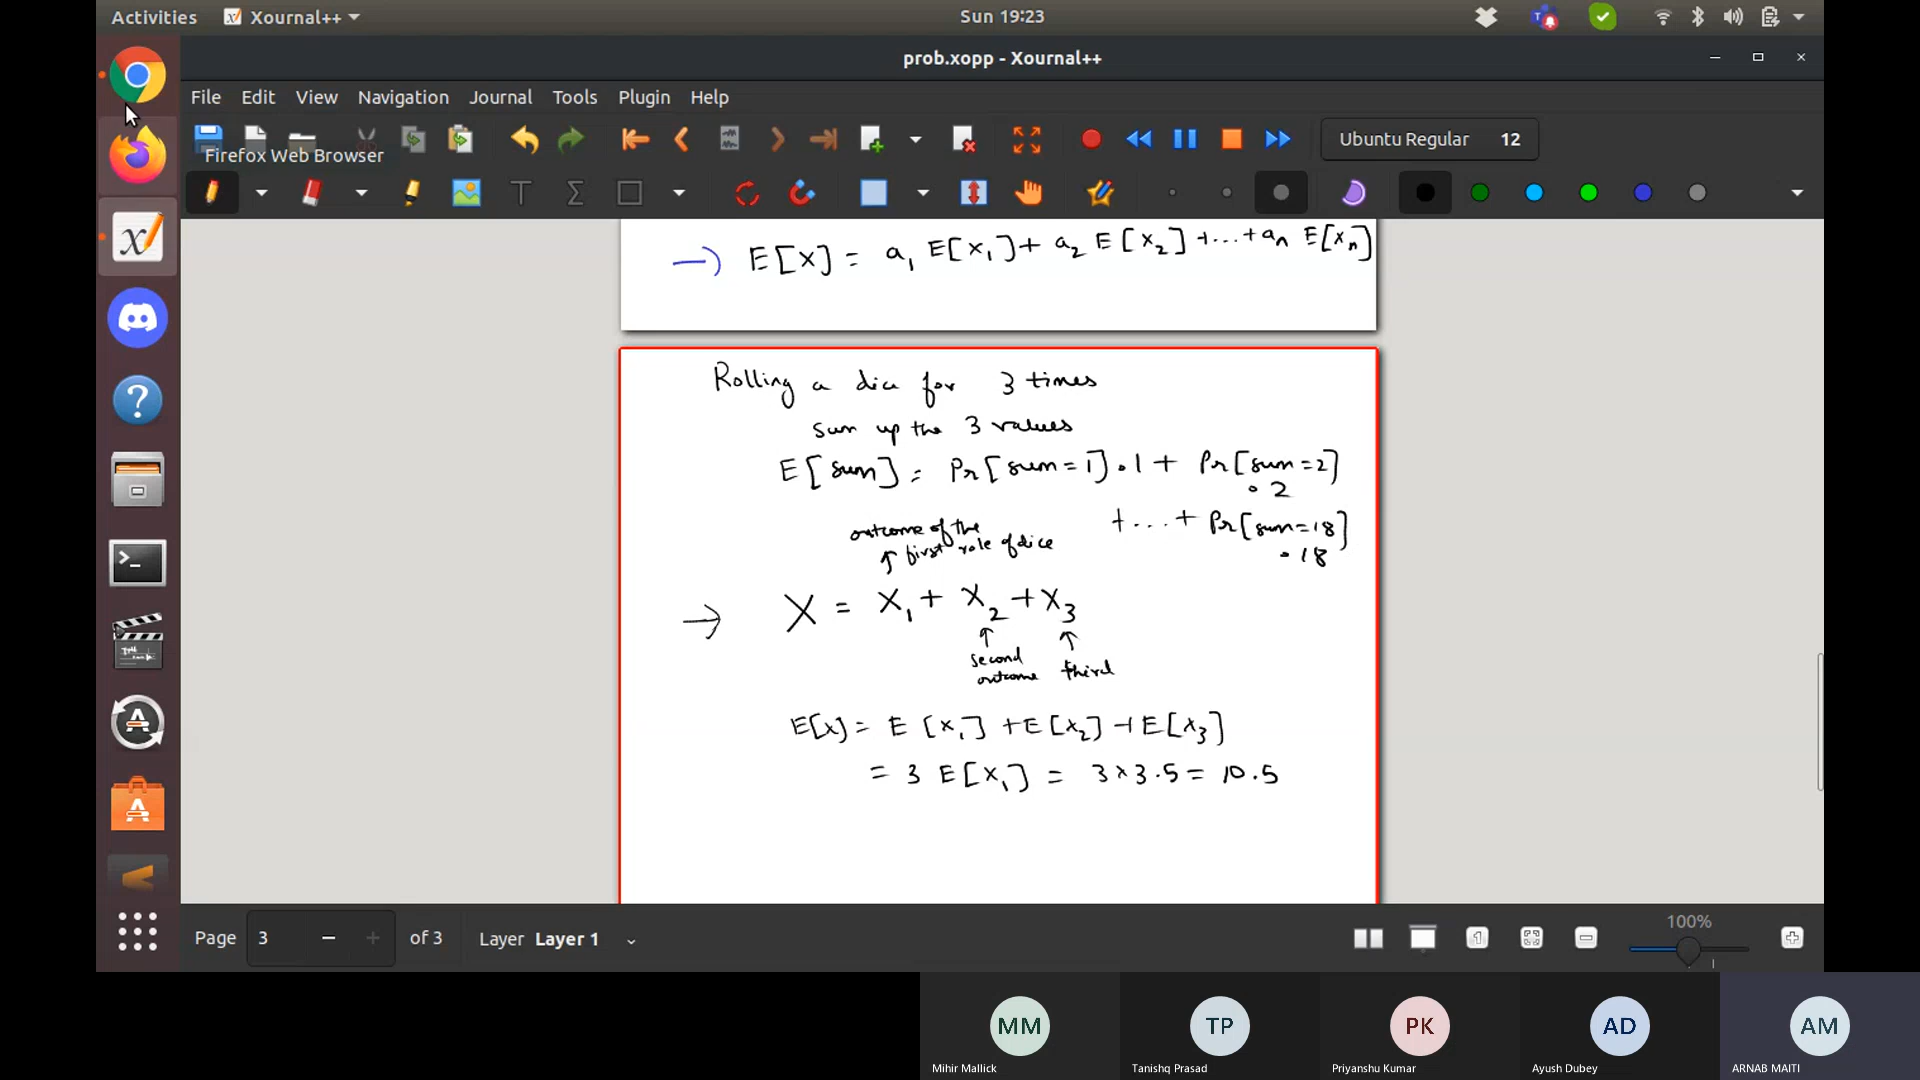 Activities Xournal++ Sun 19:23
prob.xopp - Xournal++
File Edit View Navigation Journal Tools Plugin Help
Ubuntu Regular 12
Firefox Web Browser
→ E[X] = a₁ E[X₁] + a₂ E[X₂] +...+ aₙ E[Xₙ]
Rolling a dice for 3 times
sum up the 3 values
E[sum] = Pr[sum=1].1 + Pr[sum=2]
.2
+...+ Pr[sum=18]
.18
outcome of the
↑ first role of dice
→ X = X₁ + X₂ + X₃
↑ ↑
second third
outcome
E[X] = E[X₁] + E[X₂] + E[X₃]
= 3 E[X₁] = 3×3.5 = 10.5
Page 3 − + of 3 Layer Layer 1 100%
MM TP PK AD AM
Mihir Mallick Tanishq Prasad Priyanshu Kumar Ayush Dubey ARNAB MAITI